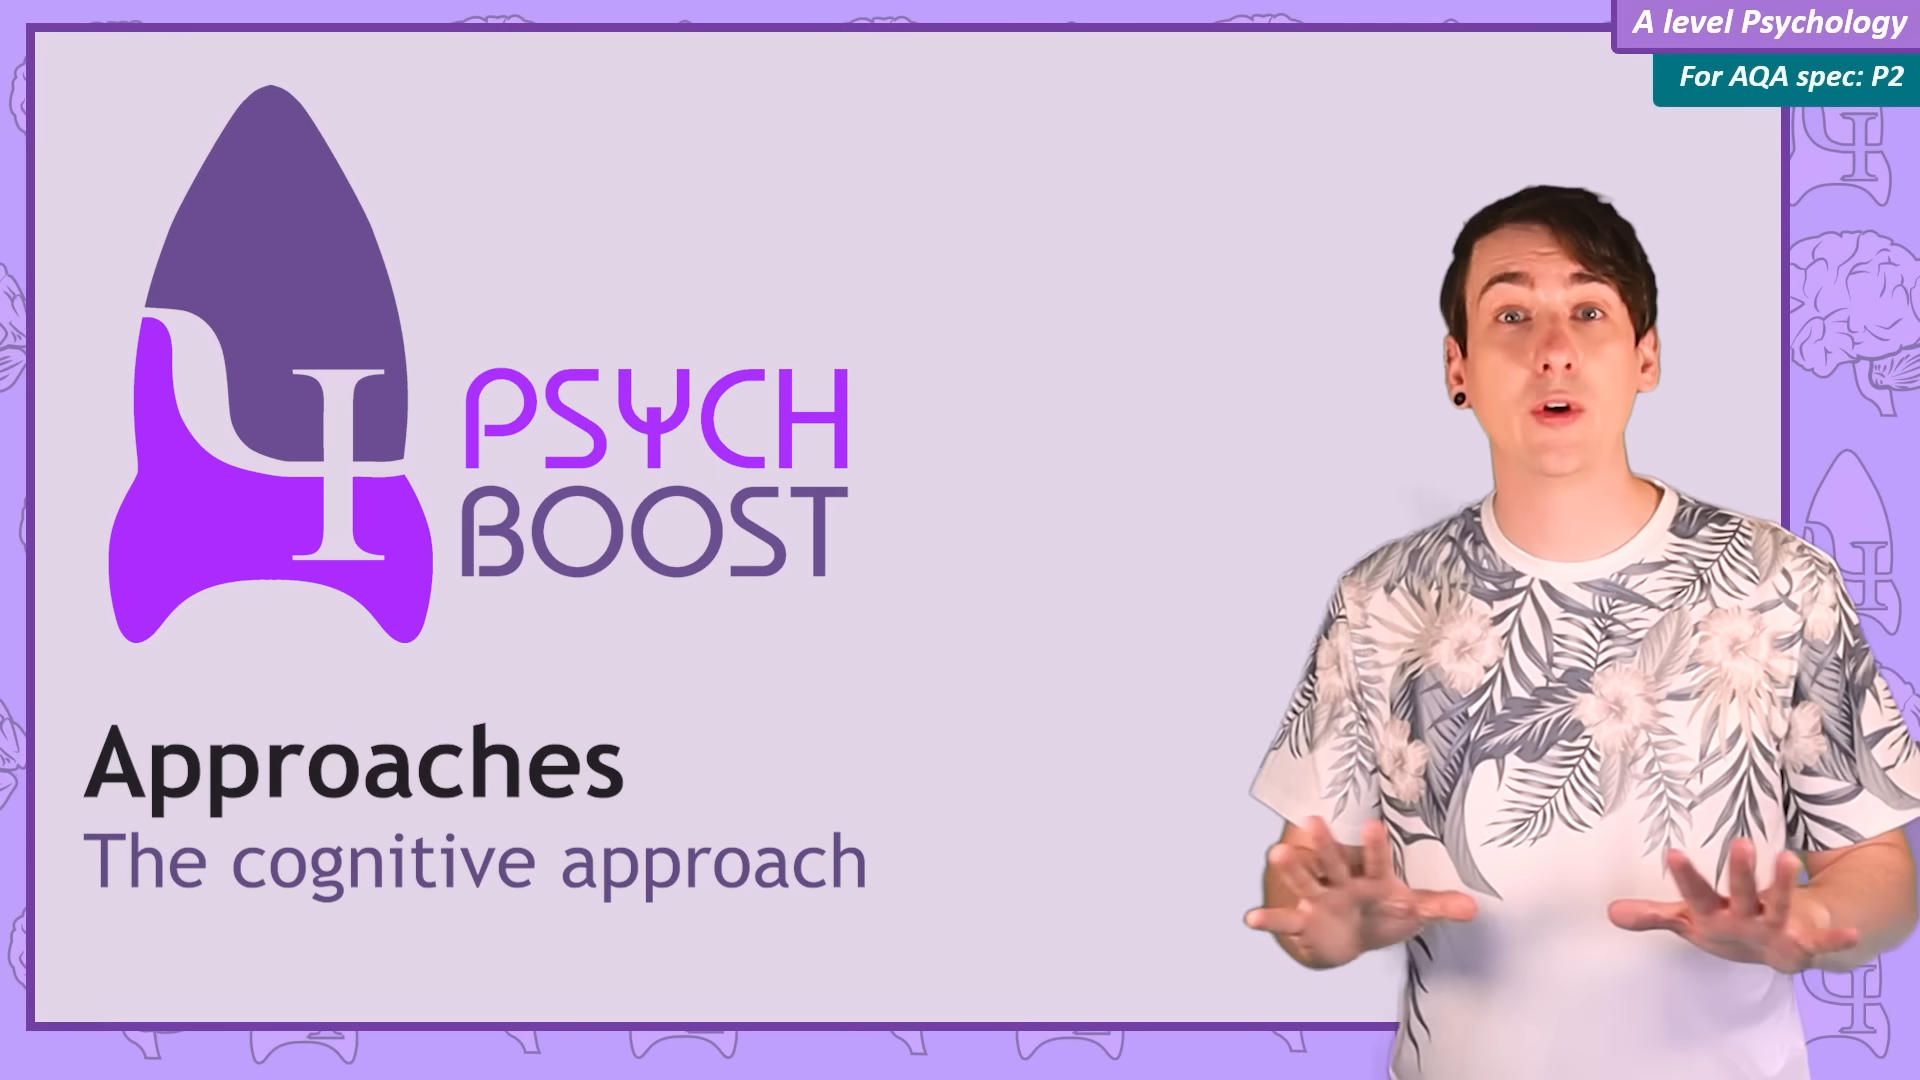 A level Psychology
For AQA spec: P2
PSYCH
BOOST
Approaches
The cognitive approach